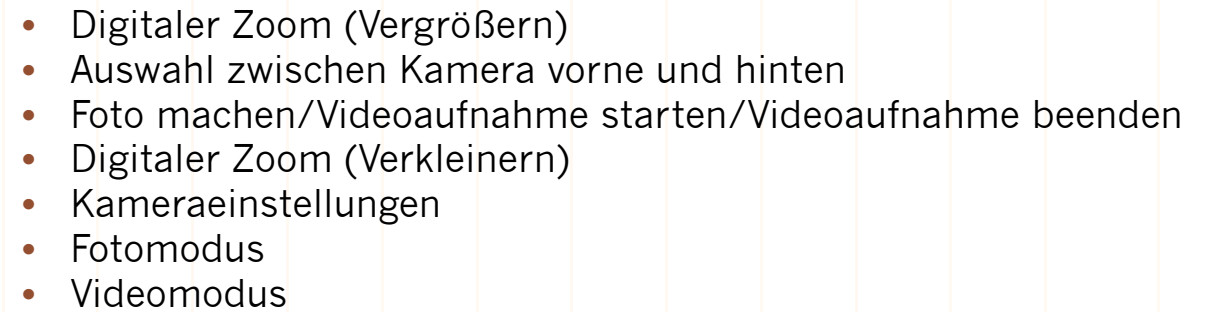 • Digitaler Zoom (Vergrößern)
• Auswahl zwischen Kamera vorne und hinten
• Foto machen/Videoaufnahme starten/Videoaufnahme beenden
• Digitaler Zoom (Verkleinern)
• Kameraeinstellungen
• Fotomodus
• Videomodus